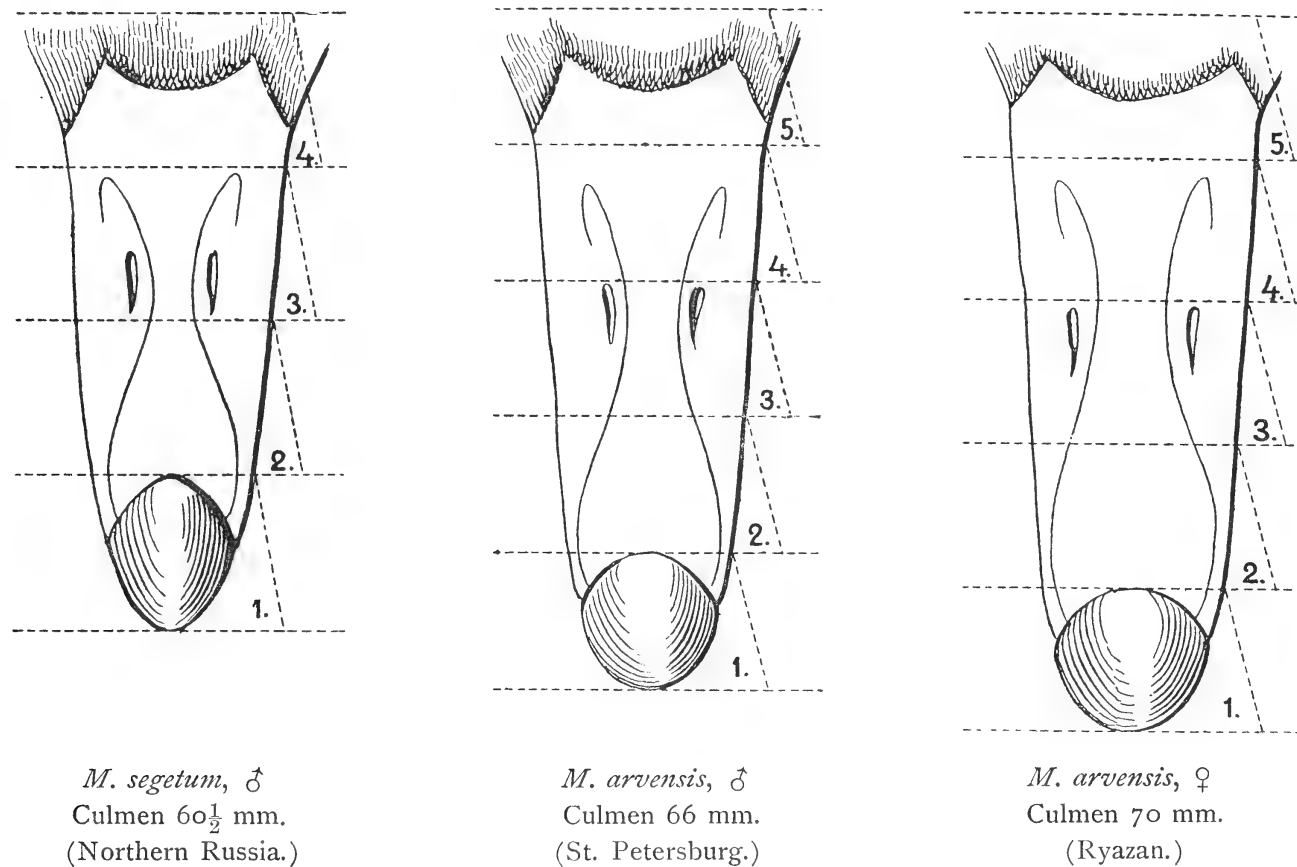 4.
3.
2.
1.
M. segetum, ♂
Culmen 60½ mm.
(Northern Russia.)
5.
4.
3.
2.
1.
M. arvensis, ♂
Culmen 66 mm.
(St. Petersburg.)
5.
4.
3.
2.
1.
M. arvensis, ♀
Culmen 70 mm.
(Ryazan.)